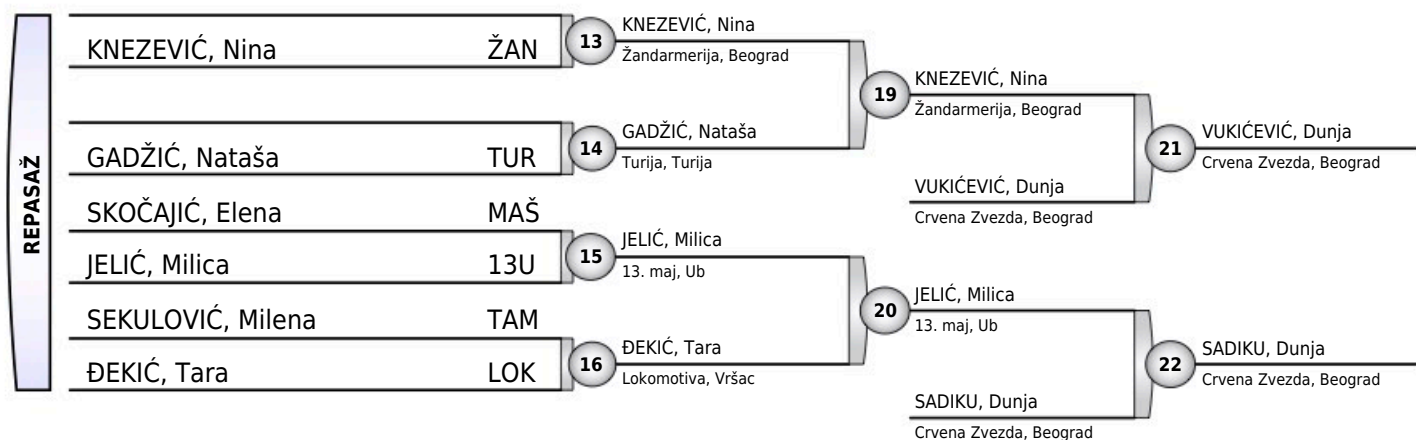 REPASAŽ
KNEZEVIĆ, Nina ŽAN
GADŽIĆ, Nataša TUR
SKOČAJIĆ, Elena MAŠ
JELIĆ, Milica 13U
SEKULOVIĆ, Milena TAM
ĐEKIĆ, Tara LOK
13
KNEZEVIĆ, Nina
Žandarmerija, Beograd
14
GADŽIĆ, Nataša
Turija, Turija
15
JELIĆ, Milica
13. maj, Ub
16
ĐEKIĆ, Tara
Lokomotiva, Vršac
19
KNEZEVIĆ, Nina
Žandarmerija, Beograd
VUKIĆEVIĆ, Dunja
Crvena Zvezda, Beograd
20
JELIĆ, Milica
13. maj, Ub
SADIKU, Dunja
Crvena Zvezda, Beograd
21
VUKIĆEVIĆ, Dunja
Crvena Zvezda, Beograd
22
SADIKU, Dunja
Crvena Zvezda, Beograd